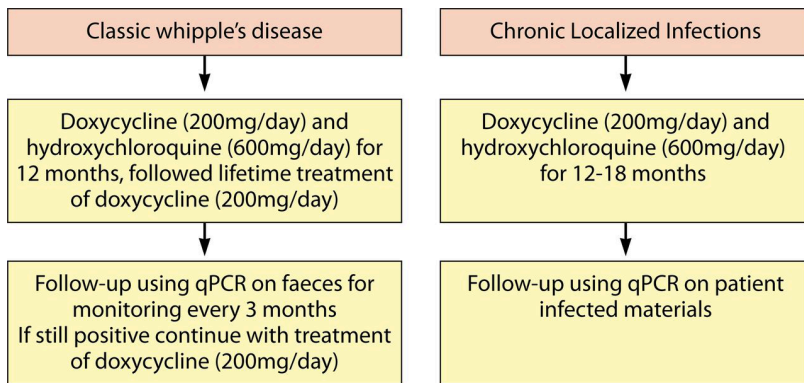 Classic whipple's disease
Doxycycline (200mg/day) and
hydroxychloroquine (600mg/day) for
12 months, followed lifetime treatment
of doxycycline (200mg/day)
Follow-up using qPCR on faeces for
monitoring every 3 months
If still positive continue with treatment
of doxycycline (200mg/day)
Chronic Localized Infections
Doxycycline (200mg/day) and
hydroxychloroquine (600mg/day)
for 12-18 months
Follow-up using qPCR on patient
infected materials